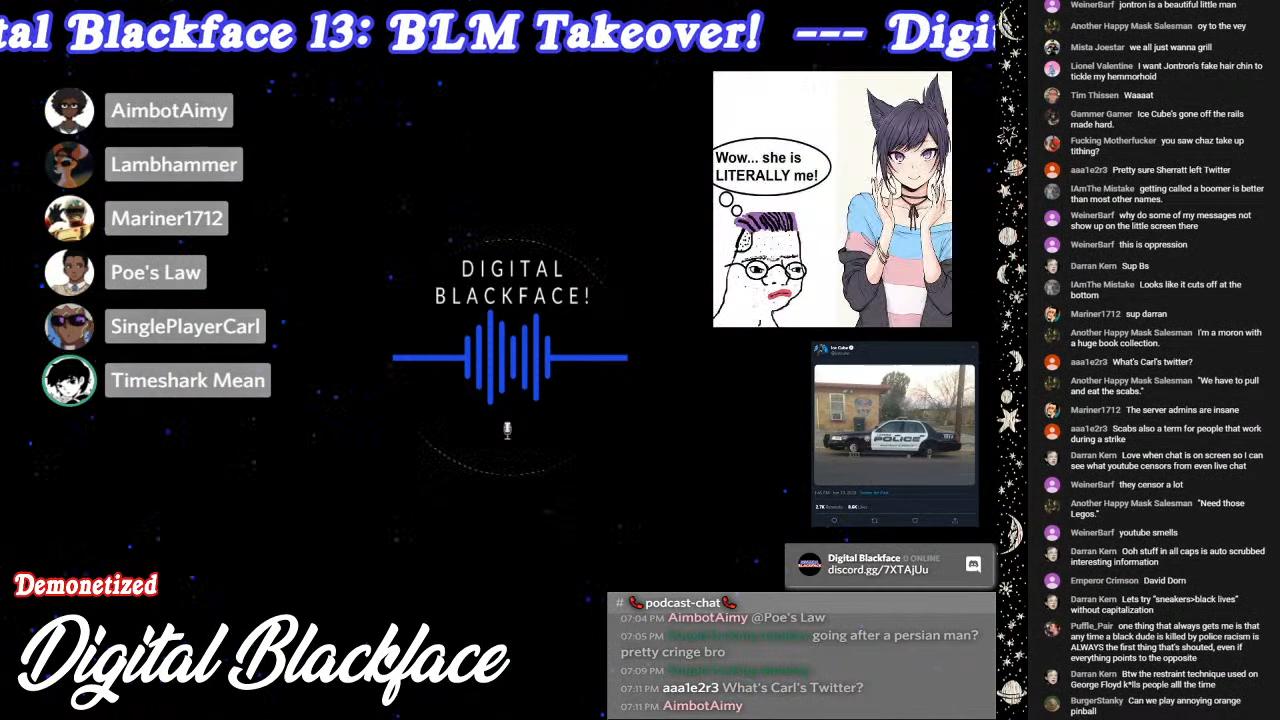 tal Blackface 13: BLM Takeover! --- Digi
AimbotAimy
Lambhammer
Mariner1712
Poe's Law
SinglePlayerCarl
Timeshark Mean
DIGITAL
BLACKFACE!
Wow... she is
LITERALLY me!
Ice Cube
POLICE
Digital Blackface 0 ONLINE
discord.gg/7XTAjUu
Demonetized
Digital Blackface
# podcast-chat
07:04 PM AimbotAimy @Poe's Law
07:05 PM going after a persian man?
pretty cringe bro
07:09 PM
07:11 PM aaa1e2r3 What's Carl's Twitter?
07:11 PM AimbotAimy
WeinerBarf jontron is a beautiful little man
Another Happy Mask Salesman oy to the vey
Mista Joestar we all just wanna grill
Lionel Valentine I want Jontron's fake hair chin to
tickle my hemmorhoid
Tim Thissen Waaaat
Gammer Gamer Ice Cube's gone off the rails
made hard.
Fucking Motherfucker you saw chaz take up
tithing?
aaa1e2r3 Pretty sure Sherratt left Twitter
IAmThe Mistake getting called a boomer is better
than most other names.
WeinerBarf why do some of my messages not
show up on the little screen there
WeinerBarf this is oppression
Darran Kern Sup Bs
IAmThe Mistake Looks like it cuts off at the
bottom
Mariner1712 sup darran
Another Happy Mask Salesman I'm a moron with
a huge book collection.
aaa1e2r3 What's Carl's twitter?
Another Happy Mask Salesman "We have to pull
and eat the scabs."
Mariner1712 The server admins are insane
aaa1e2r3 Scabs also a term for people that work
during a strike
Darran Kern Love when chat is on screen so I can
see what youtube censors from even live chat
WeinerBarf they censor a lot
Another Happy Mask Salesman "Need those
Legos."
WeinerBarf youtube smells
Darran Kern Ooh stuff in all caps is auto scrubbed
interesting information
Emperor Crimson David Dorn
Darran Kern Lets try "sneakers>black lives"
without capitalization
Puffle_Pair one thing that always gets me is that
any time a black dude is killed by police racism is
ALWAYS the first thing that's shouted, even if
everything points to the opposite
Darran Kern Btw the restraint technique used on
George Floyd k*lls people alll the time
BurgerStanky Can we play annoying orange
pinball